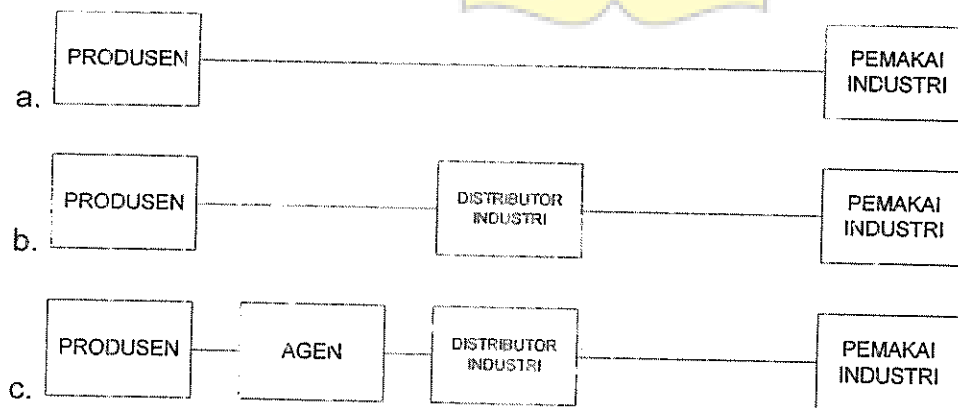 PRODUSEN
PEMAKAI
INDUSTRI
a.
PRODUSEN
DISTRIBUTOR
INDUSTRI
PEMAKAI
INDUSTRI
b.
PRODUSEN
AGEN
DISTRIBUTOR
INDUSTRI
PEMAKAI
INDUSTRI
c.